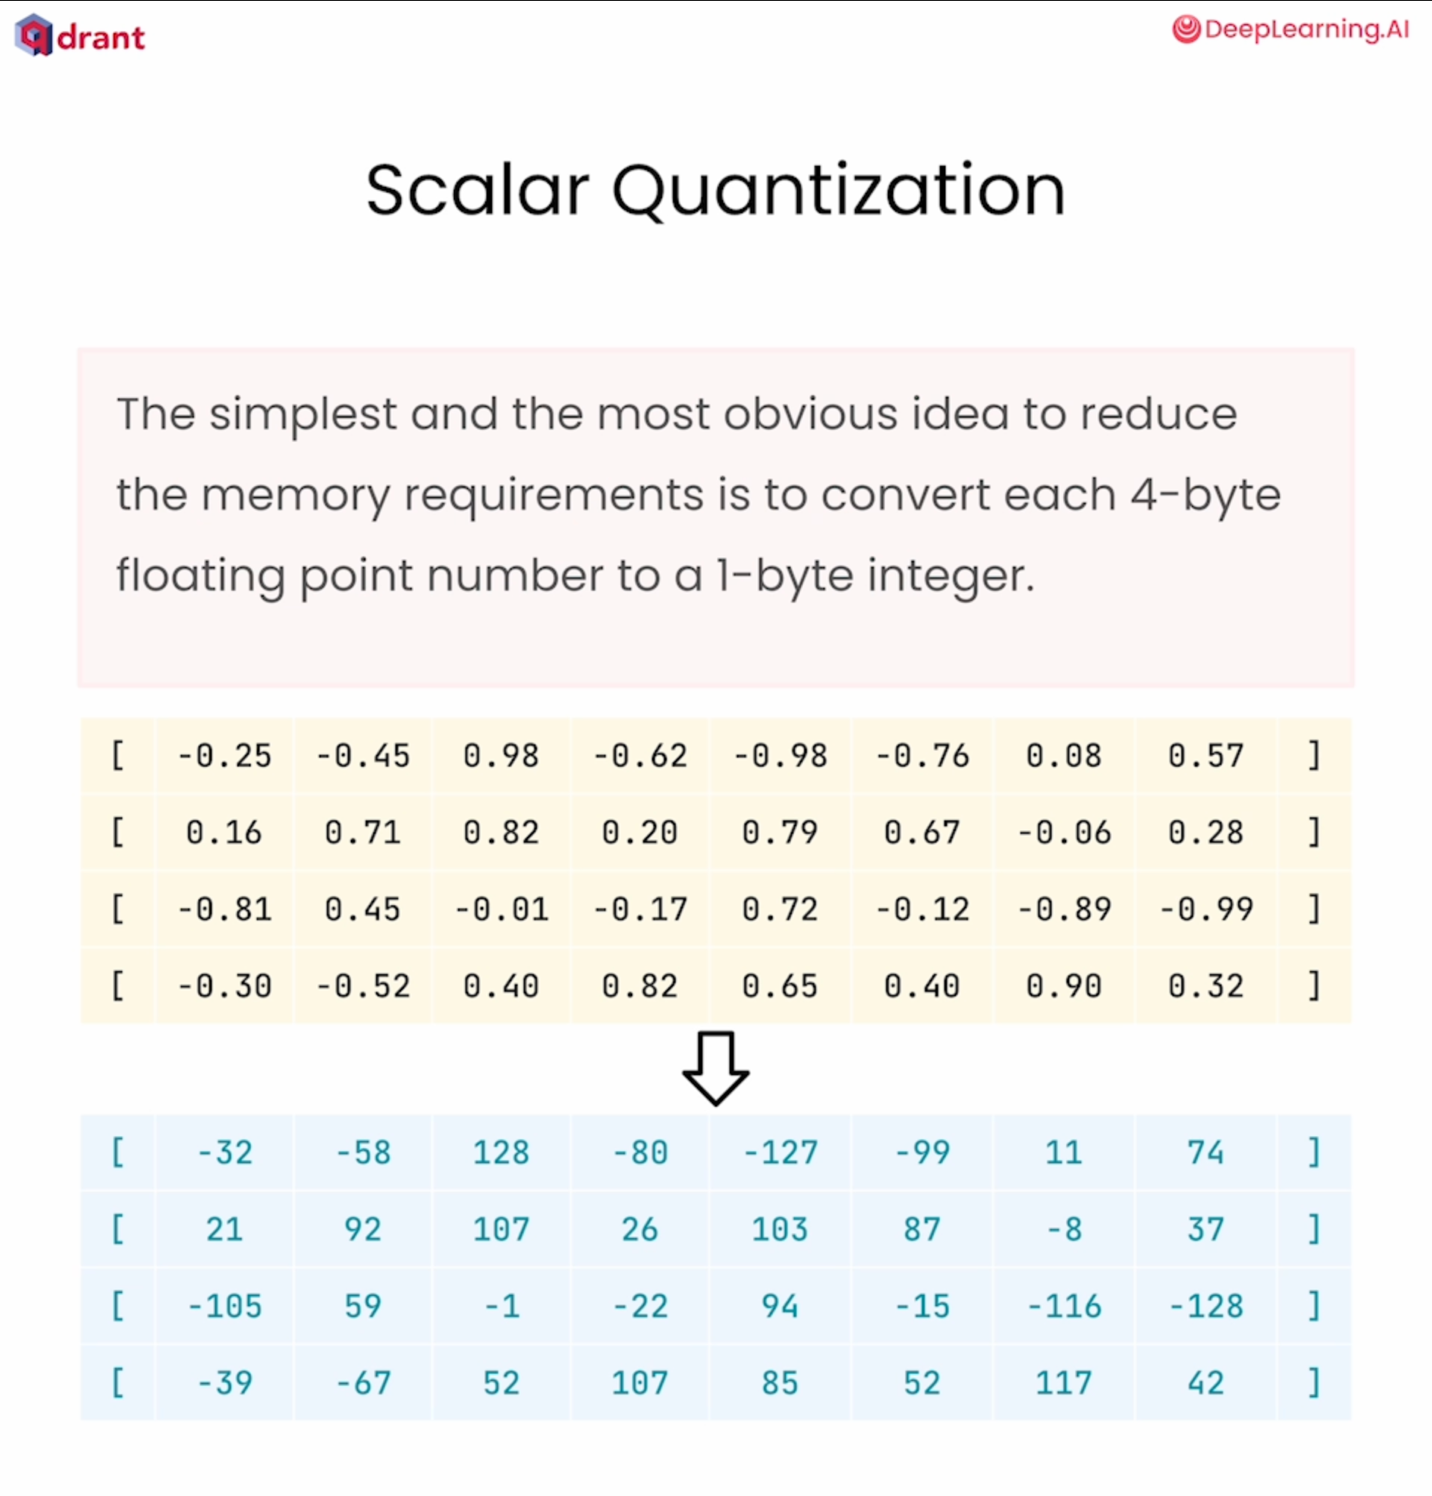 qdrant
DeepLearning.AI
Scalar Quantization
The simplest and the most obvious idea to reduce
the memory requirements is to convert each 4-byte
floating point number to a 1-byte integer.
[ -0.25 -0.45 0.98 -0.62 -0.98 -0.76 0.08 0.57 ]
[ 0.16 0.71 0.82 0.20 0.79 0.67 -0.06 0.28 ]
[ -0.81 0.45 -0.01 -0.17 0.72 -0.12 -0.89 -0.99 ]
[ -0.30 -0.52 0.40 0.82 0.65 0.40 0.90 0.32 ]
[ -32 -58 128 -80 -127 -99 11 74 ]
[ 21 92 107 26 103 87 -8 37 ]
[ -105 59 -1 -22 94 -15 -116 -128 ]
[ -39 -67 52 107 85 52 117 42 ]